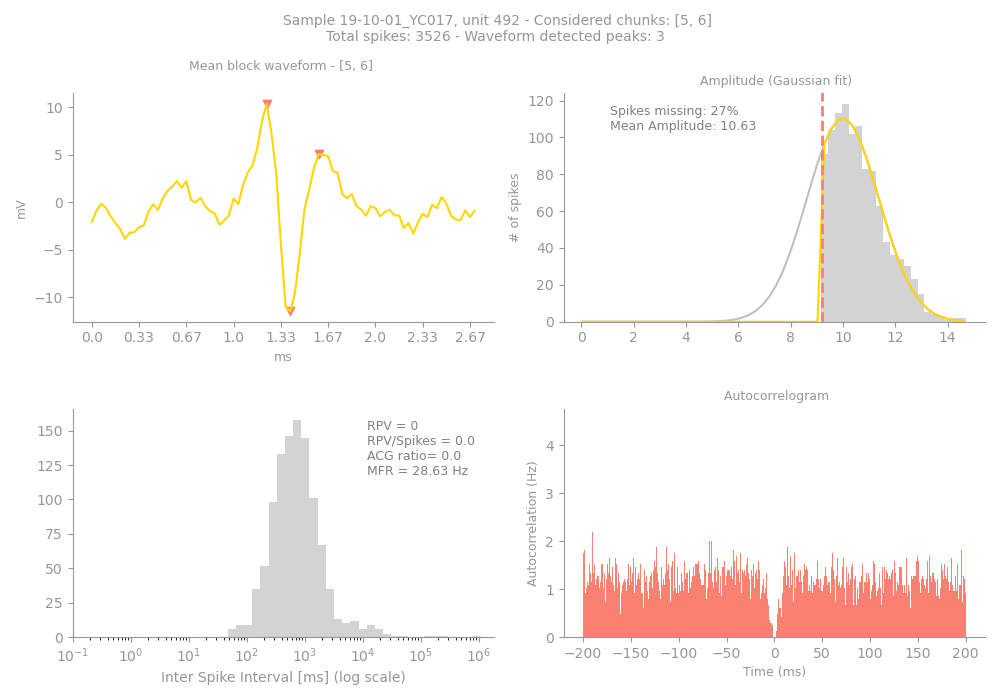 Sample 19-10-01_YC017, unit 492 - Considered chunks: [5, 6]
Total spikes: 3526 - Waveform detected peaks: 3
Mean block waveform - [5, 6]
10
5
0
−5
−10
mV
0.0 0.33 0.67 1.0 1.33 1.67 2.0 2.33 2.67
ms
Amplitude (Gaussian fit)
Spikes missing: 27%
Mean Amplitude: 10.63
120
100
80
60
40
20
0
# of spikes
0 2 4 6 8 10 12 14
RPV = 0
RPV/Spikes = 0.0
ACG ratio= 0.0
MFR = 28.63 Hz
150
125
100
75
50
25
0
10⁻¹ 10⁰ 10¹ 10² 10³ 10⁴ 10⁵ 10⁶
Inter Spike Interval [ms] (log scale)
Autocorrelogram
4
3
2
1
0
Autocorrelation (Hz)
−200 −150 −100 −50 0 50 100 150 200
Time (ms)